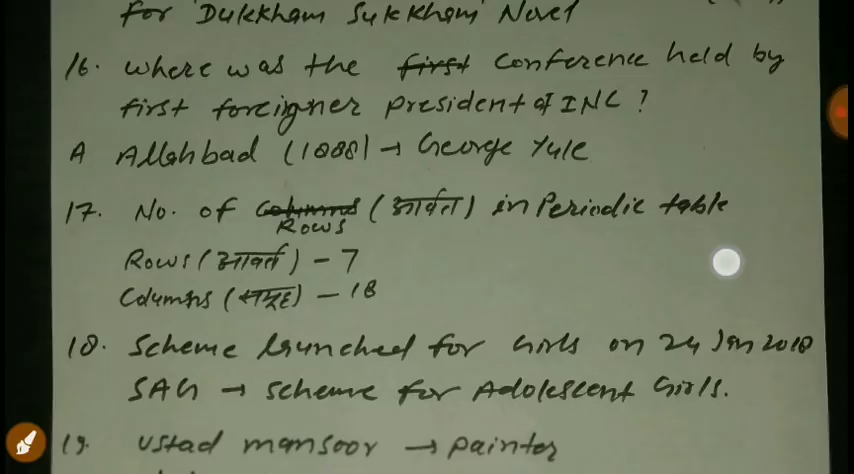 for Dukkham Sukkham Novel
16. where was the first conference held by
first foreigner president of INC ?
A Allahbad (1888) → George Yule
17. No. of columns (आवर्त) in Periodic table
Rows
Rows (आवर्त) - 7
Columns (समूह) - 18
18. Scheme launched for Girls on 24 Jan 2018
SAG → scheme for Adolescent Girls.
19. Ustad mansoor → painter